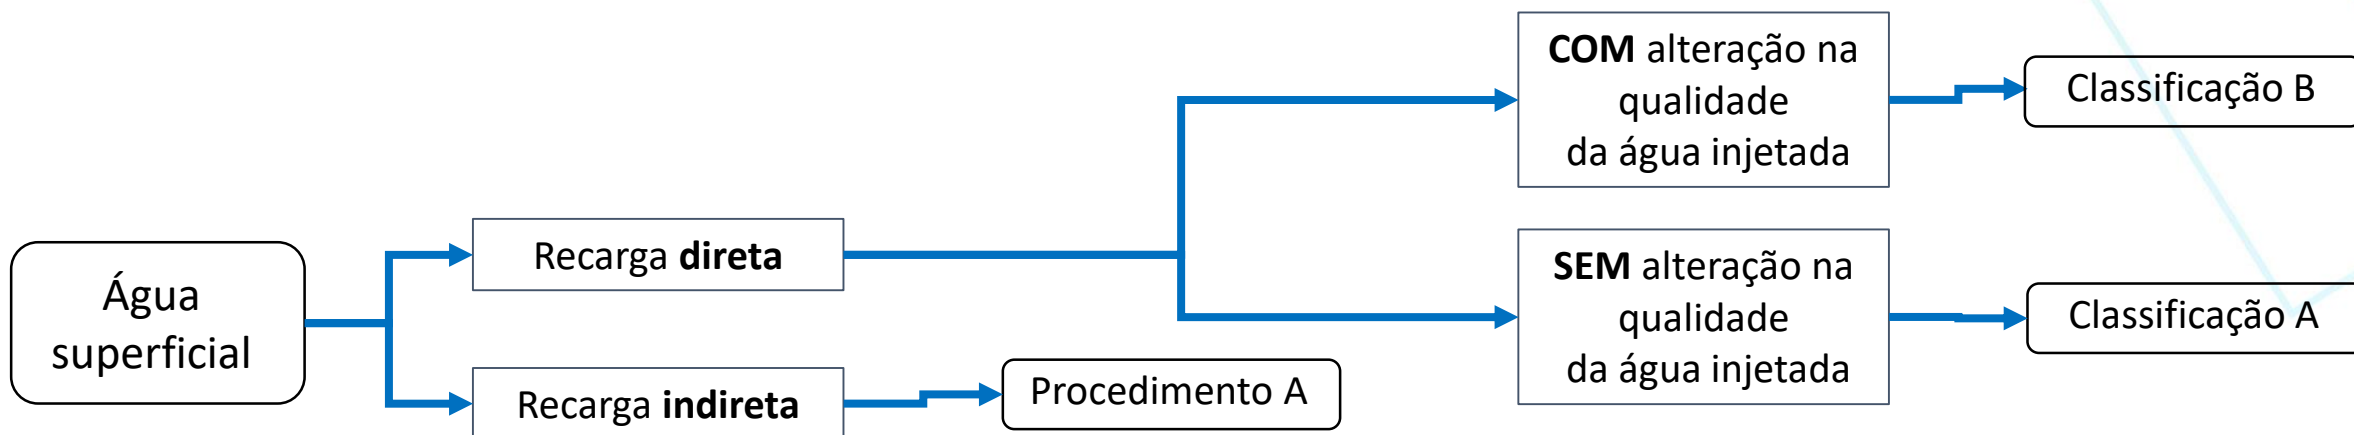 Água
superficial
Recarga direta
Recarga indireta
Procedimento A
COM alteração na
qualidade
da água injetada
Classificação B
SEM alteração na
qualidade
da água injetada
Classificação A